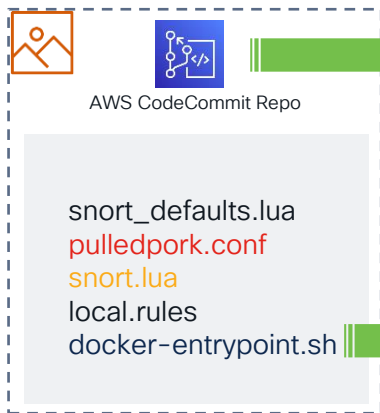 AWS CodeCommit Repo
snort_defaults.lua
pulledpork.conf
snort.lua
local.rules
docker-entrypoint.sh